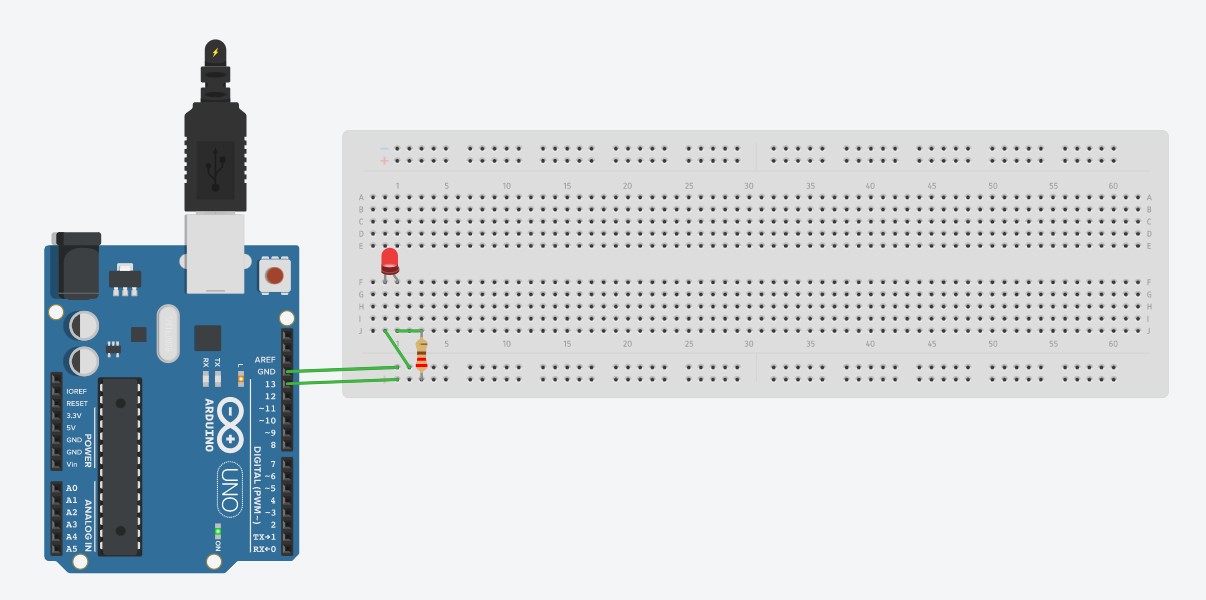 − 
+
1 5 10 15 20 25 30 35 40 45 50 55 60
A A
B B
C C
D D
E E
F F
G G
H H
I I
J J
1 5 10 15 20 25 30 35 40 45 50 55 60
AREF
GND
13
12
~11
~10
~9
8
7
~6
~5
4
~3
2
TX→1
RX←0
DIGITAL (PWM~)
RX
TX
L
ARDUINO
UNO
ON
IOREF
RESET
3.3V
5V
GND
GND
Vin
POWER
A0
A1
A2
A3
A4
A5
ANALOG IN